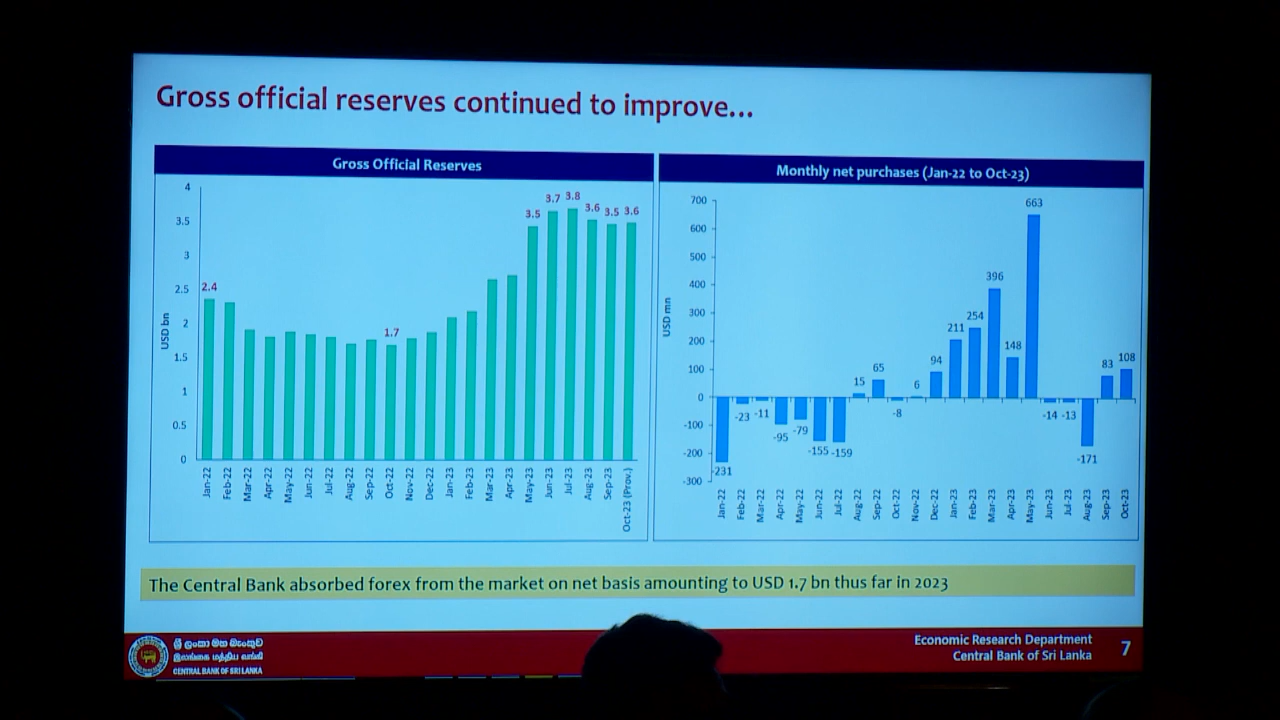 Gross official reserves continued to improve...
Gross Official Reserves
USD bn
4
3.5
3
2.5
2
1.5
1
0.5
0
2.4
1.7
3.5
3.7
3.8
3.6
3.5
3.6
Jan-22
Feb-22
Mar-22
Apr-22
May-22
Jun-22
Jul-22
Aug-22
Sep-22
Oct-22
Nov-22
Dec-22
Jan-23
Feb-23
Mar-23
Apr-23
May-23
Jun-23
Jul-23
Aug-23
Sep-23
Oct-23 (Prov.)
Monthly net purchases (Jan-22 to Oct-23)
USD mn
700
600
500
400
300
200
100
0
-100
-200
-300
-231
-23
-11
-95
-79
-155
-159
15
65
-8
6
94
211
254
396
148
663
-14
-13
-171
83
108
Jan-22
Feb-22
Mar-22
Apr-22
May-22
Jun-22
Jul-22
Aug-22
Sep-22
Oct-22
Nov-22
Dec-22
Jan-23
Feb-23
Mar-23
Apr-23
May-23
Jun-23
Jul-23
Aug-23
Sep-23
Oct-23
The Central Bank absorbed forex from the market on net basis amounting to USD 1.7 bn thus far in 2023
ශ්‍රී ලංකා මහ බැංකුව
இலங்கை மத்திய வங்கி
CENTRAL BANK OF SRI LANKA
Economic Research Department
Central Bank of Sri Lanka
7